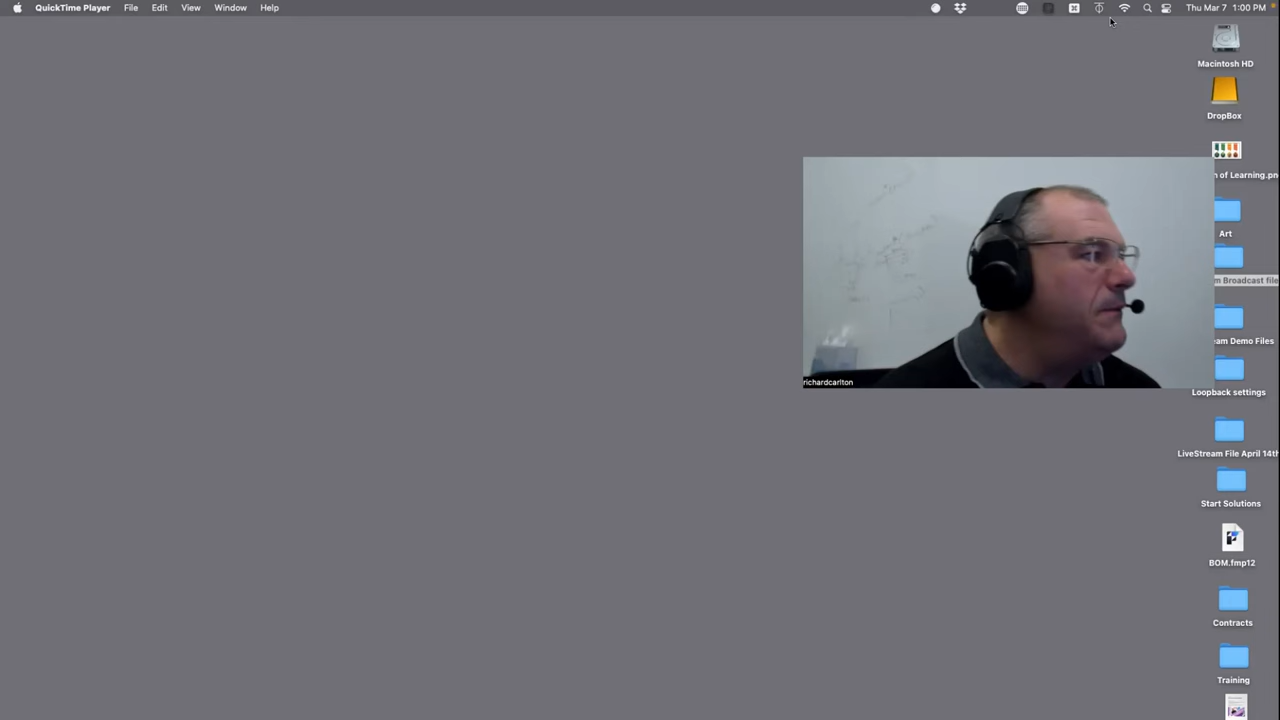 QuickTime Player File Edit View Window Help Thu Mar 7 1:00 PM
Macintosh HD
DropBox
n of Learning.pn
Art
m Broadcast file
eam Demo Files
richardcarlton
Loopback settings
LiveStream File April 14th
Start Solutions
BOM.fmp12
Contracts
Training